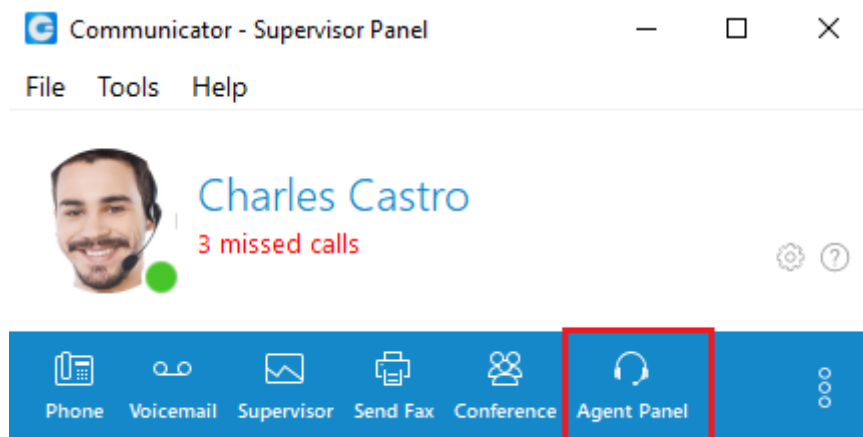 Communicator - Supervisor Panel
File Tools Help
Charles Castro
3 missed calls
Phone Voicemail Supervisor Send Fax Conference Agent Panel